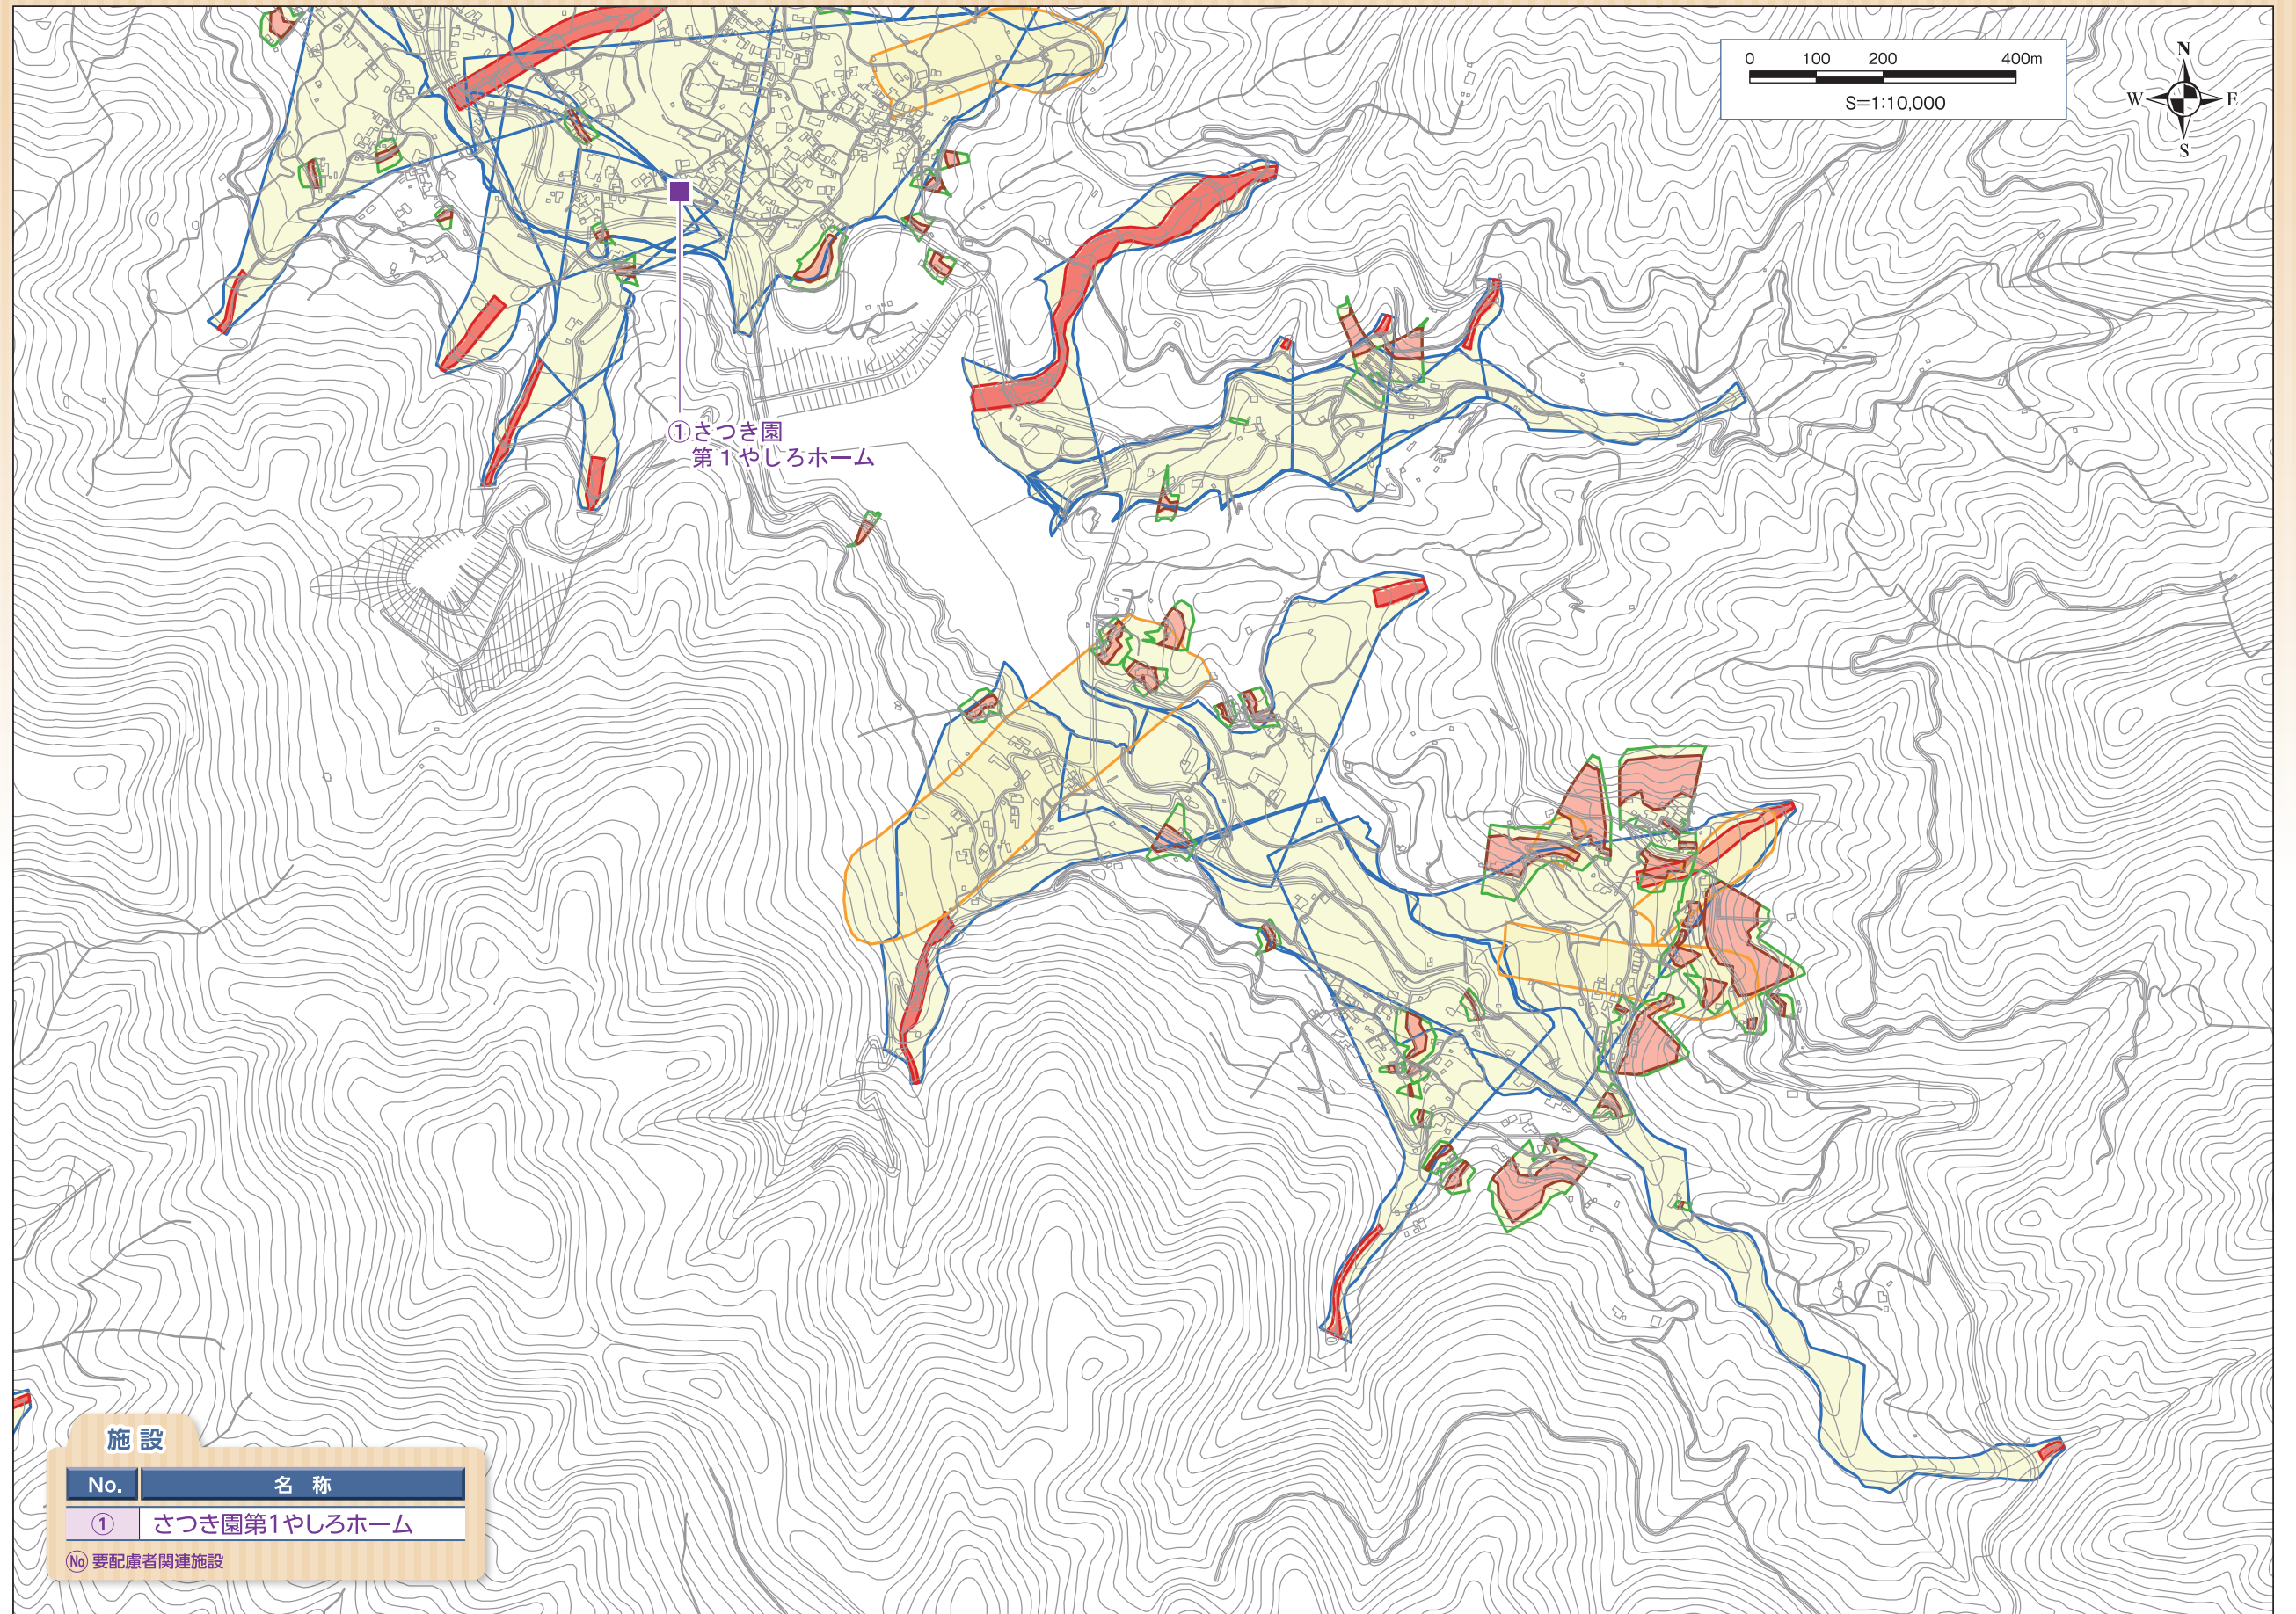 0 100 200 400m
S=1:10,000
N
W E
S
①さつき園
第1やしろホーム
施設
No. 名称
① さつき園第1やしろホーム
No 要配慮者関連施設